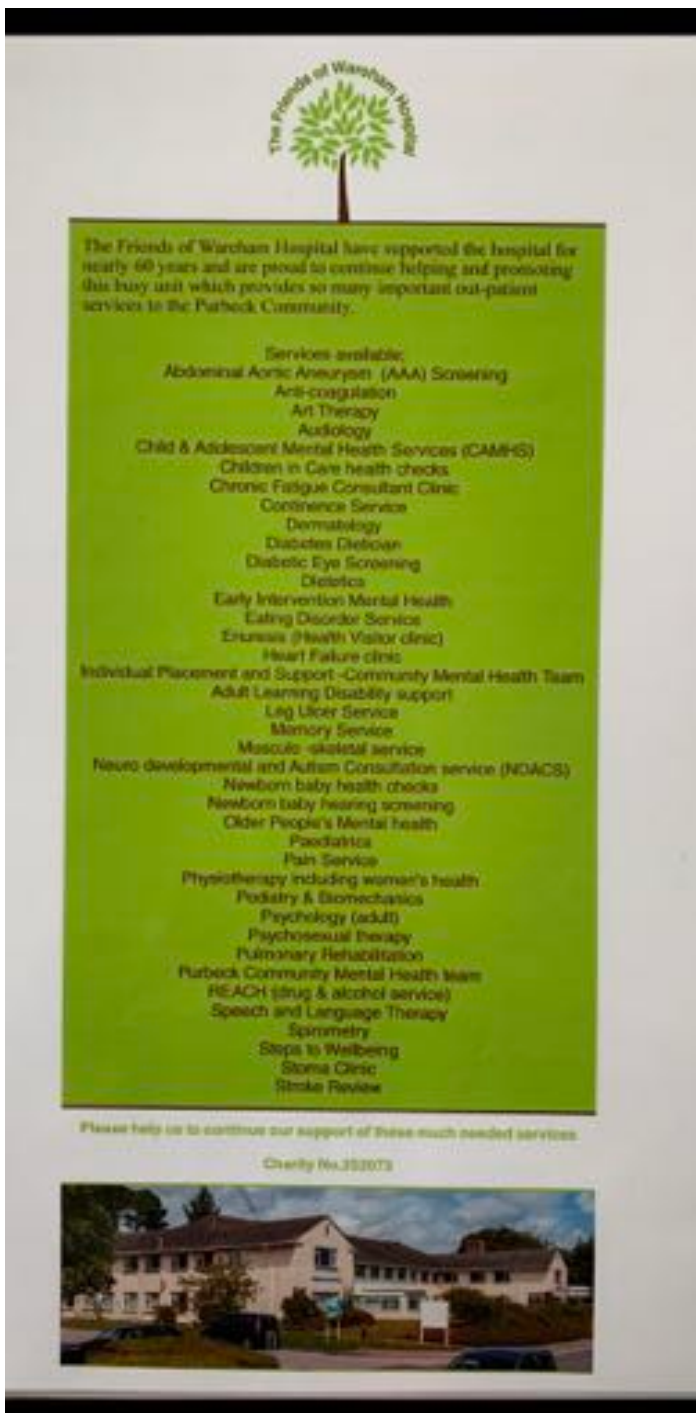 The Friends of Wareham Hospital
The Friends of Wareham Hospital have supported the hospital for
nearly 60 years and are proud to continue helping and promoting
this busy unit which provides so many important out-patient
services to the Purbeck Community.
Services available:
Abdominal Aortic Aneurysm (AAA) Screening
Anti-coagulation
Art Therapy
Audiology
Child & Adolescent Mental Health Services (CAMHS)
Children in Care health checks
Chronic Fatigue Consultant Clinic
Continence Service
Dermatology
Diabetes Dietician
Diabetic Eye Screening
Dietetics
Early Intervention Mental Health
Eating Disorder Service
Enuresis (Health Visitor clinic)
Heart Failure clinic
Individual Placement and Support -Community Mental Health Team
Adult Learning Disability support
Leg Ulcer Service
Memory Service
Musculo -skeletal service
Neuro developmental and Autism Consultation service (NDACS)
Newborn baby health checks
Newborn baby hearing screening
Older People's Mental health
Paediatrics
Pain Service
Physiotherapy including women's health
Podiatry & Biomechanics
Psychology (adult)
Psychosexual therapy
Pulmonary Rehabilitation
Purbeck Community Mental Health team
REACH (drug & alcohol service)
Speech and Language Therapy
Spirometry
Steps to Wellbeing
Stoma Clinic
Stroke Review
Please help us to continue our support of these much needed services
Charity No.